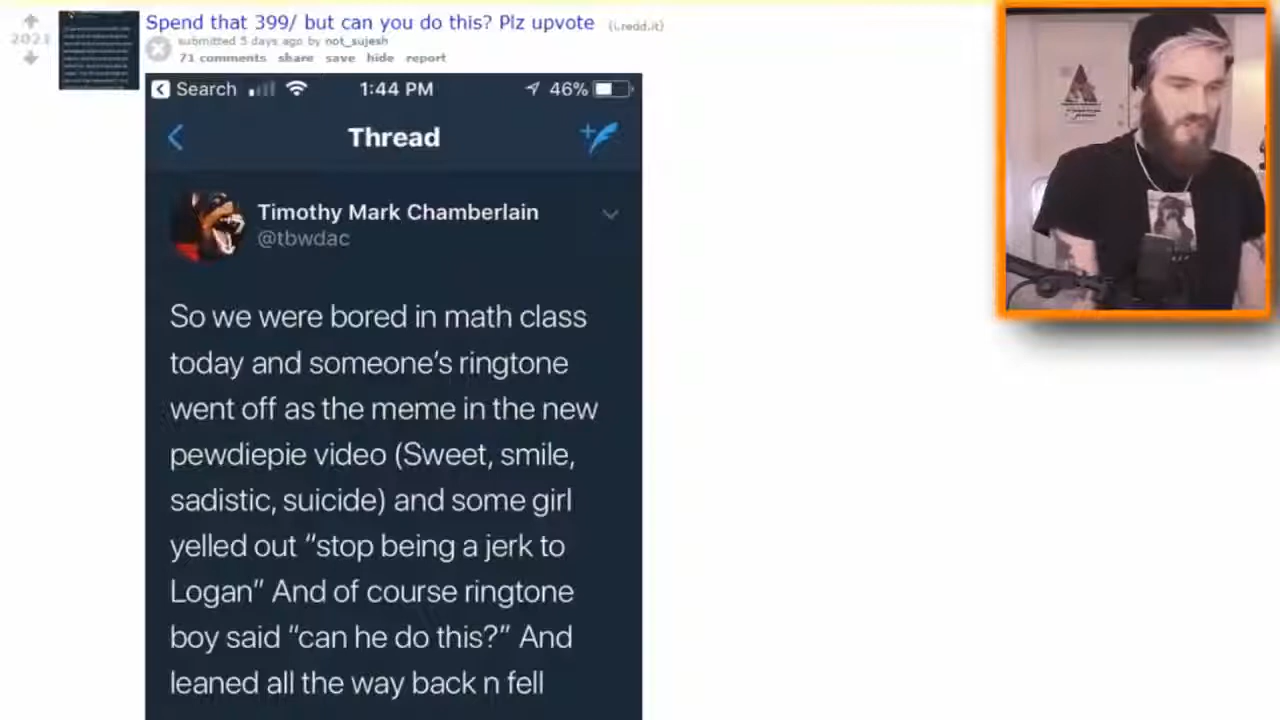 Spend that 399/ but can you do this? Plz upvote (i.redd.it)
2021
submitted 5 days ago by not_sujesh
71 comments share save hide report
Search 1:44 PM 46%
Thread
Timothy Mark Chamberlain
@tbwdac
So we were bored in math class
today and someone's ringtone
went off as the meme in the new
pewdiepie video (Sweet, smile,
sadistic, suicide) and some girl
yelled out “stop being a jerk to
Logan” And of course ringtone
boy said “can he do this?” And
leaned all the way back n fell